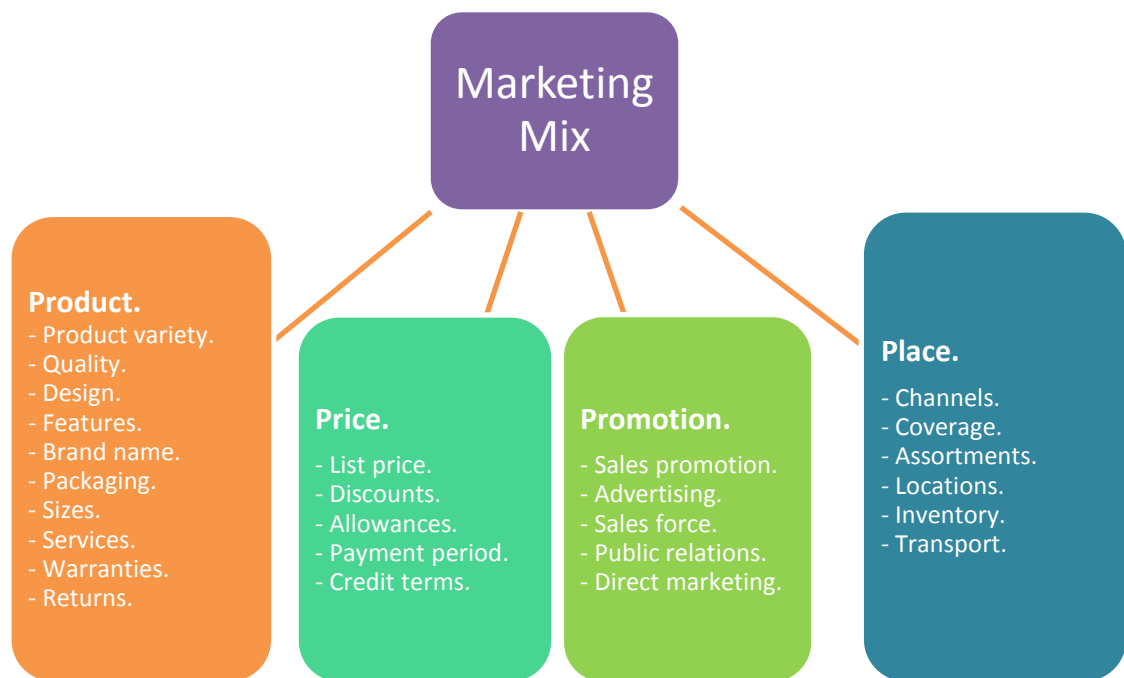 Marketing
Mix
Product.
- Product variety.
- Quality.
- Design.
- Features.
- Brand name.
- Packaging.
- Sizes.
- Services.
- Warranties.
- Returns.
Price.
- List price.
- Discounts.
- Allowances.
- Payment period.
- Credit terms.
Promotion.
- Sales promotion.
- Advertising.
- Sales force.
- Public relations.
- Direct marketing.
Place.
- Channels.
- Coverage.
- Assortments.
- Locations.
- Inventory.
- Transport.